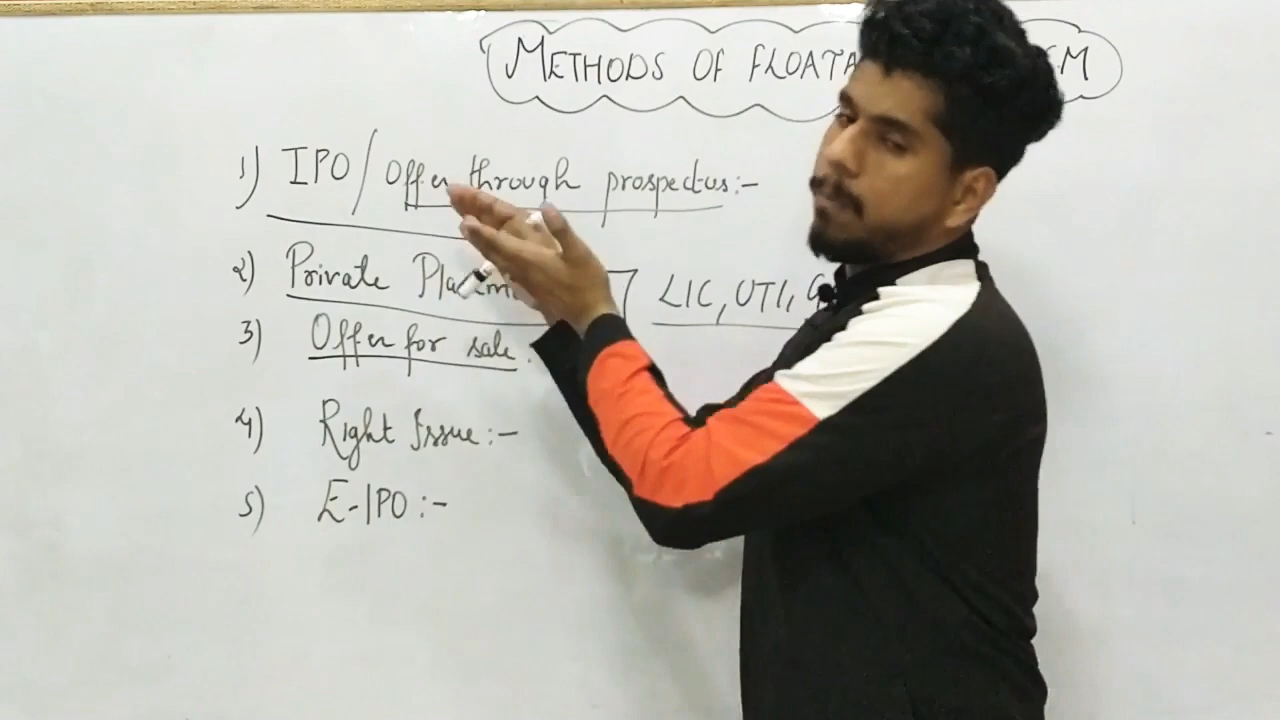 METHODS OF FLOATA
1) IPO/Offer through prospectus:-
2) Private LIC, UTI,
3) Offer for sale.
4) Right Issue:-
5) E-IPO:-